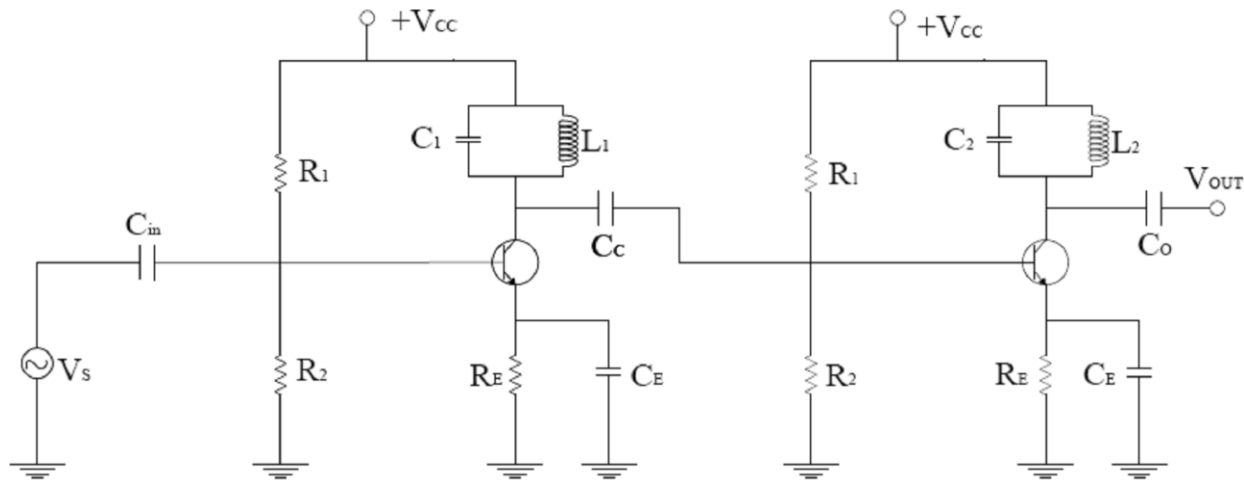 +VCC
+VCC
C1
L1
C2
L2
R1
R1
VOUT
Cin
CC
CO
VS
R2
RE
CE
R2
RE
CE